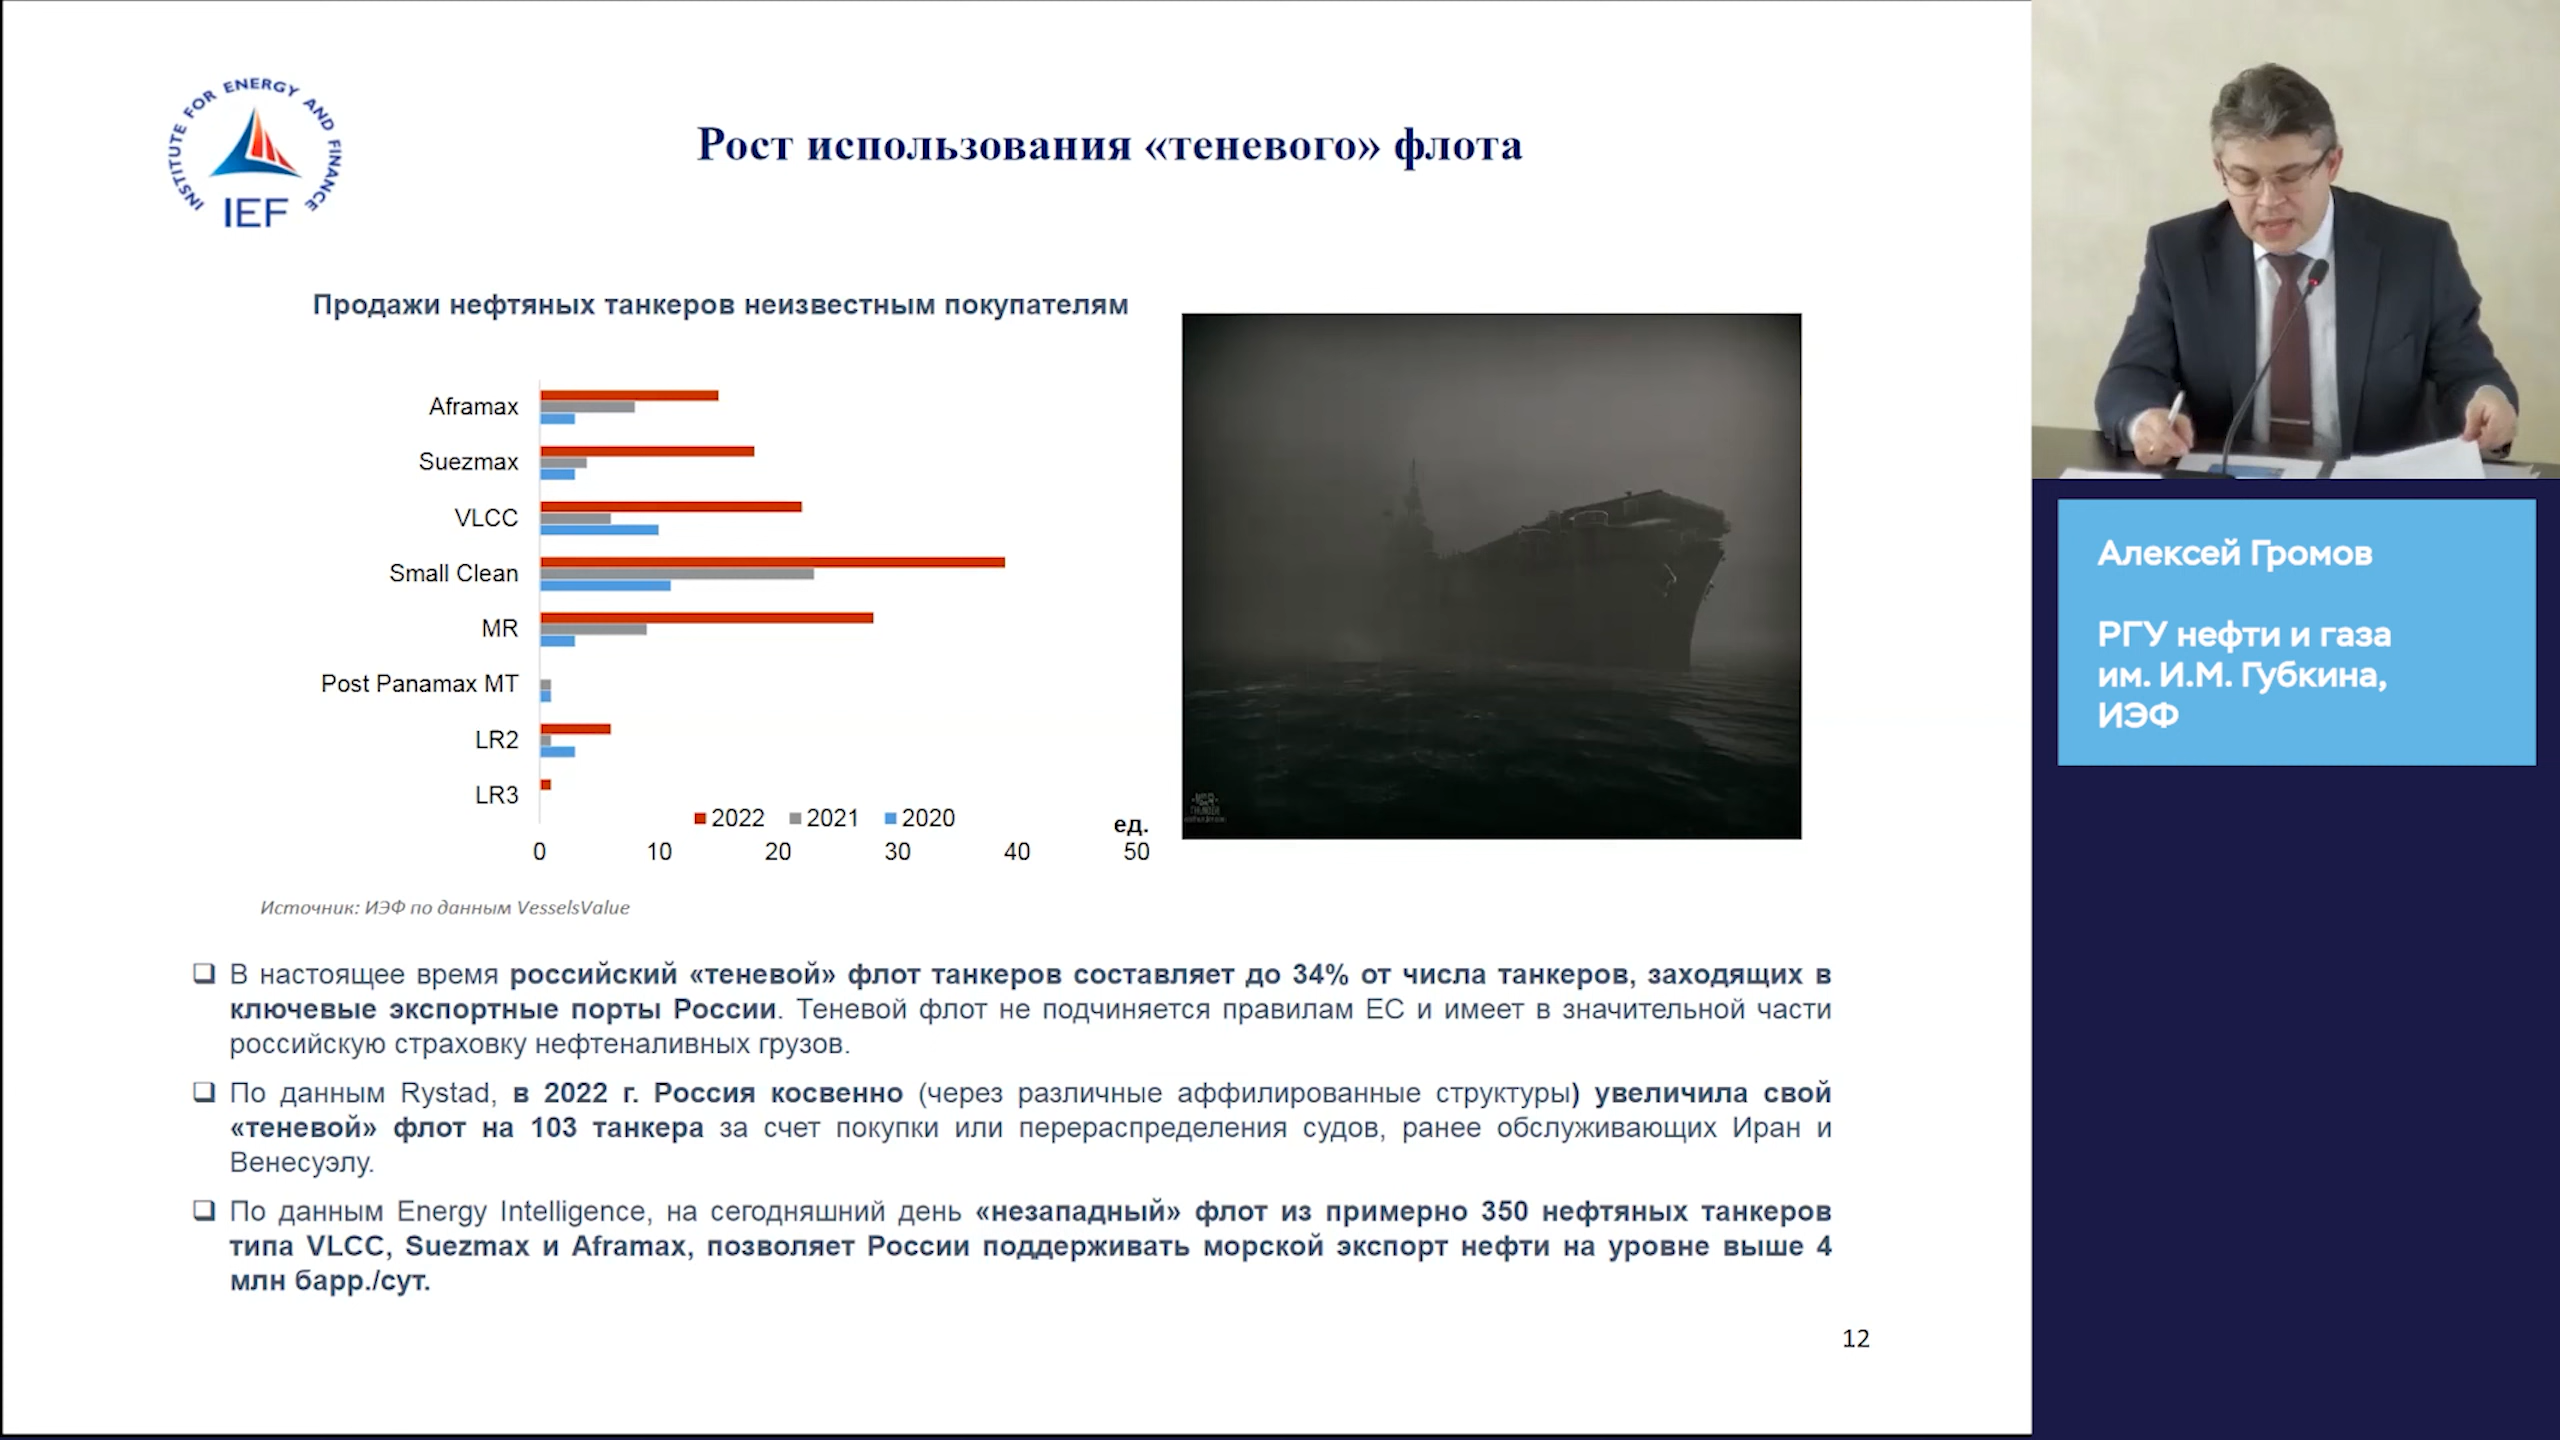 INSTITUTE FOR ENERGY AND FINANCE
IEF
Рост использования «теневого» флота
Продажи нефтяных танкеров неизвестным покупателям
Aframax
Suezmax
VLCC
Small Clean
MR
Post Panamax MT
LR2
LR3
2022 2021 2020
ед.
0 10 20 30 40 50
Источник: ИЭФ по данным VesselsValue
В настоящее время российский «теневой» флот танкеров составляет до 34% от числа танкеров, заходящих в
ключевые экспортные порты России. Теневой флот не подчиняется правилам ЕС и имеет в значительной части
российскую страховку нефтеналивных грузов.
По данным Rystad, в 2022 г. Россия косвенно (через различные аффилированные структуры) увеличила свой
«теневой» флот на 103 танкера за счет покупки или перераспределения судов, ранее обслуживающих Иран и
Венесуэлу.
По данным Energy Intelligence, на сегодняшний день «незападный» флот из примерно 350 нефтяных танкеров
типа VLCC, Suezmax и Aframax, позволяет России поддерживать морской экспорт нефти на уровне выше 4
млн барр./сут.
12
Алексей Громов
РГУ нефти и газа
им. И.М. Губкина,
ИЭФ